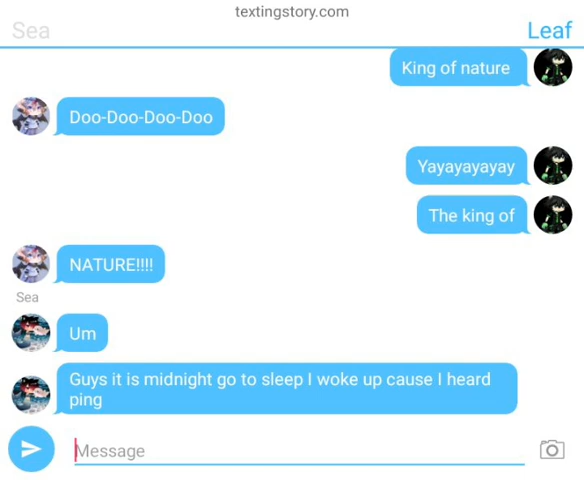 textingstory.com
Sea
Leaf
King of nature
Doo-Doo-Doo-Doo
Yayayayayay
The king of
NATURE!!!!
Sea
Um
Guys it is midnight go to sleep I woke up cause I heard
ping
Message